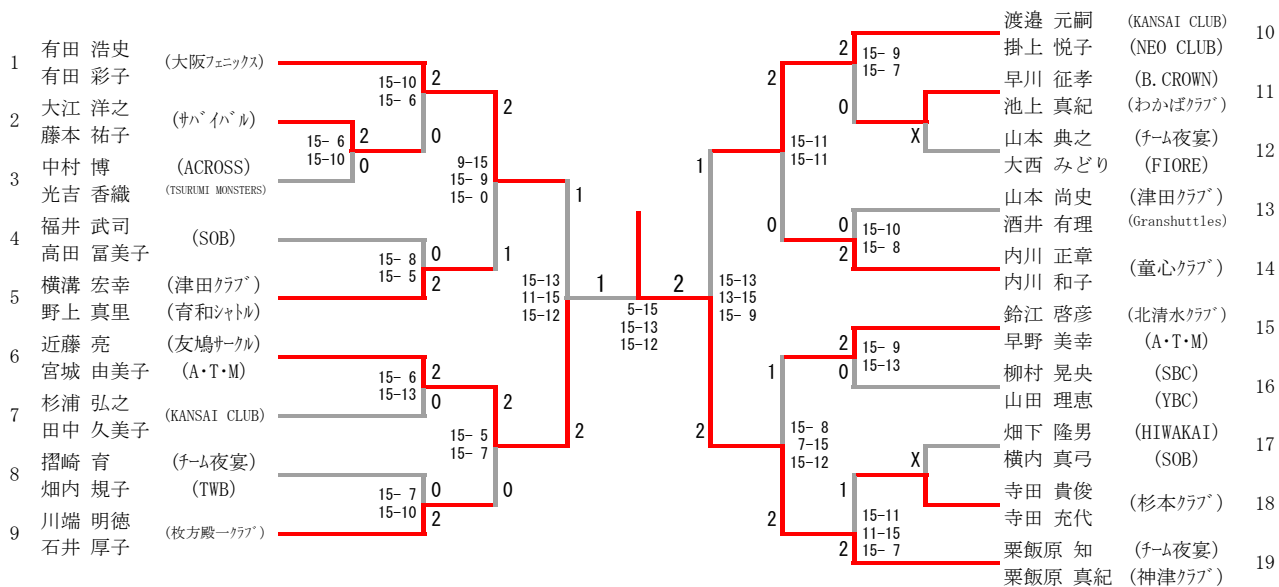 1
有田 浩史
有田 彩子
(大阪フェニックス)
2
大江 洋之
藤本 祐子
(サバイバル)
3
中村 博 (ACROSS)
光吉 香織 (TSURUMI MONSTERS)
4
福井 武司
高田 冨美子
(SOB)
5
横溝 宏幸 (津田クラブ)
野上 真里 (育和シャトル)
6
近藤 亮 (友鳩サークル)
宮城 由美子 (A・T・M)
7
杉浦 弘之
田中 久美子
(KANSAI CLUB)
8
摺崎 育 (チーム夜宴)
畑内 規子 (TWB)
9
川端 明徳
石井 厚子
(枚方殿一クラブ)
15-10
15- 6
2
0
15- 6
15-10
2
0
9-15
15- 9
15- 0
2
1
15- 8
15- 5
0
2
15-13
11-15
15-12
1
2
15- 6
15-13
2
0
15- 5
15- 7
2
0
15- 7
15-10
0
2
1
2
5-15
15-13
15-12
15-13
13-15
15- 9
1
2
15-11
15-11
2
0
15- 9
15- 7
2
0
X
15-10
15- 8
0
2
15- 9
15-13
2
0
15- 8
7-15
15-12
1
2
X
15-11
11-15
15- 7
1
2
渡邉 元嗣 (KANSAI CLUB)
掛上 悦子 (NEO CLUB)
10
早川 征孝 (B.CROWN)
池上 真紀 (わかばクラブ)
11
山本 典之 (チーム夜宴)
大西 みどり (FIORE)
12
山本 尚史 (津田クラブ)
酒井 有理 (Granshuttles)
13
内川 正章
内川 和子
(童心クラブ)
14
鈴江 啓彦 (北清水クラブ)
早野 美幸 (A・T・M)
15
柳村 晃央 (SBC)
山田 理恵 (YBC)
16
畑下 隆男 (HIWAKAI)
横内 真弓 (SOB)
17
寺田 貴俊
寺田 充代
(杉本クラブ)
18
粟飯原 知 (チーム夜宴)
粟飯原 真紀 (神津クラブ)
19